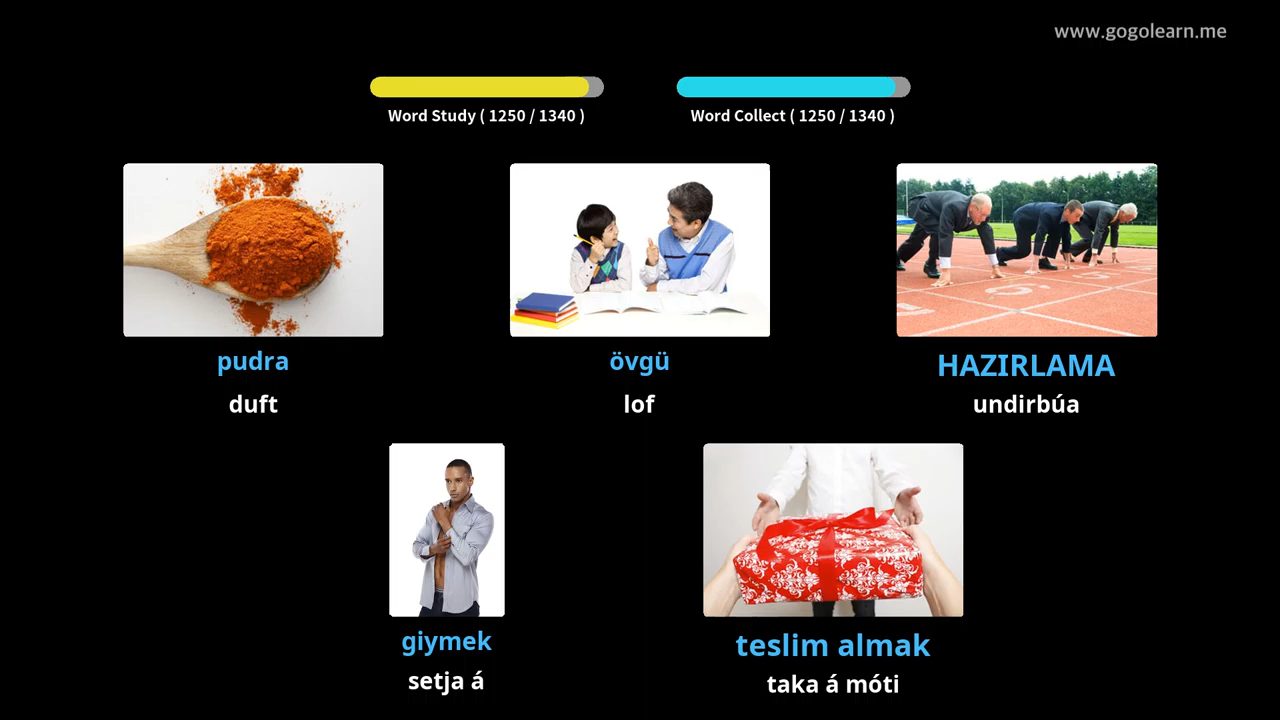 www.gogolearn.me
Word Study ( 1250 / 1340 )
Word Collect ( 1250 / 1340 )
pudra
duft
övgü
lof
HAZIRLAMA
undirbúa
giymek
setja á
teslim almak
taka á móti